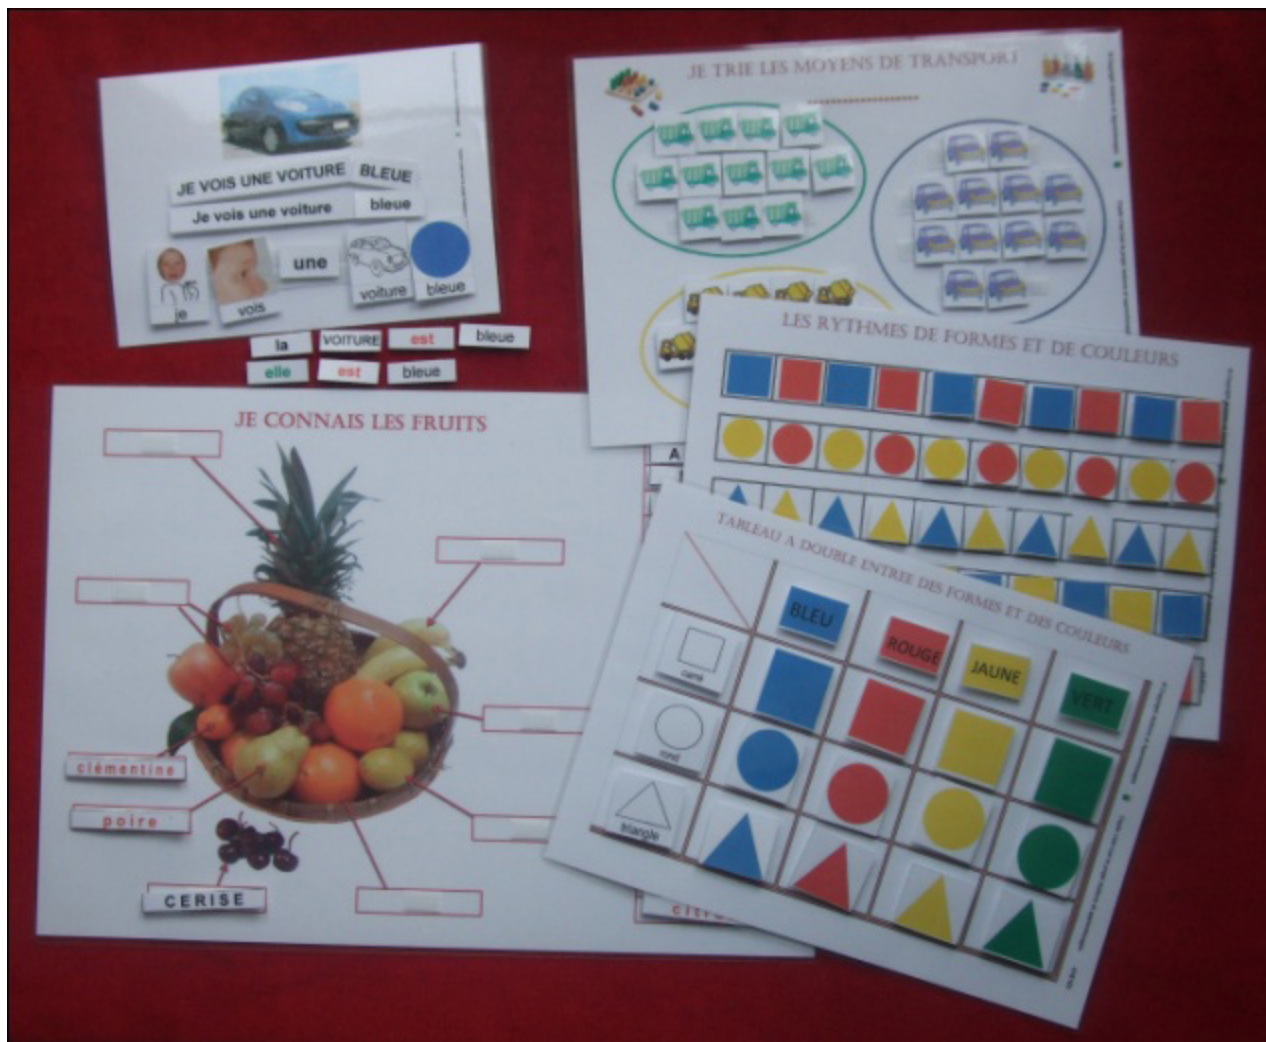 JE VOIS UNE VOITURE BLEUE
Je vois une voiture bleue
une
je vois voiture bleue
la VOITURE est bleue
elle est bleue
JE TRIE LES MOYENS DE TRANSPORT
LES RYTHMES DE FORMES ET DE COULEURS
JE CONNAIS LES FRUITS
clémentine
poire
CERISE
A
TABLEAU A DOUBLE ENTREE DES FORMES ET DES COULEURS
BLEU ROUGE JAUNE VERT
carré
rond
triangle